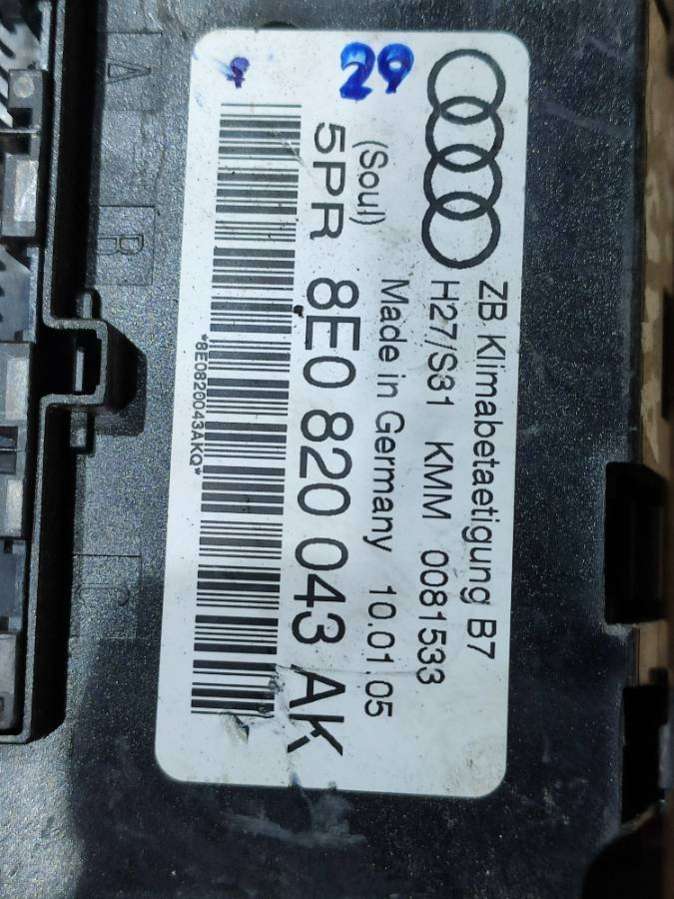 ZB Klimabetaetigung B7
H27/S31 KMM 0081533
Made in Germany 10.01.05
(Soul)
5PR 8E0 820 043 AK
*8E0820043AKQ*
29
A
B
C